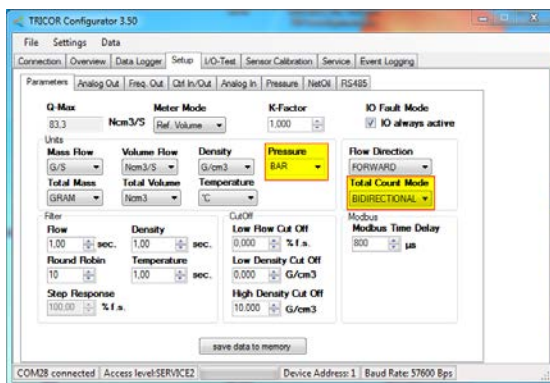 TRICOR Configurator 3.50
File Settings Data
Connection Overview Data Logger Setup I/O-Test Sensor Calibration Service Event Logging
Parameters Analog Out Freq. Out Ctrl In/Out Analog In Pressure NetOil RS485
Q-Max Meter Mode K-Factor IO Fault Mode
83,3 Ncm3/S Ref. Volume 1,000 IO always active
Units
Mass Flow Volume Flow Density Pressure Flow Direction
G/S Ncm3/S G/cm3 BAR FORWARD
Total Mass Total Volume Temperature Total Count Mode
GRAM Ncm3 °C BIDIRECTIONAL
Filter CutOff Modbus
Flow Density Low Flow Cut Off Modbus Time Delay
1,00 sec. 1,00 sec. 0,000 % f.s. 800 µs
Round Robin Temperature Low Density Cut Off
10 1,00 sec. 0,000 G/cm3
Step Response High Density Cut Off
100,00 % f.s. 10,000 G/cm3
save data to memory
COM28 connected Access level:SERVICE2 Device Address: 1 Baud Rate: 57600 Bps